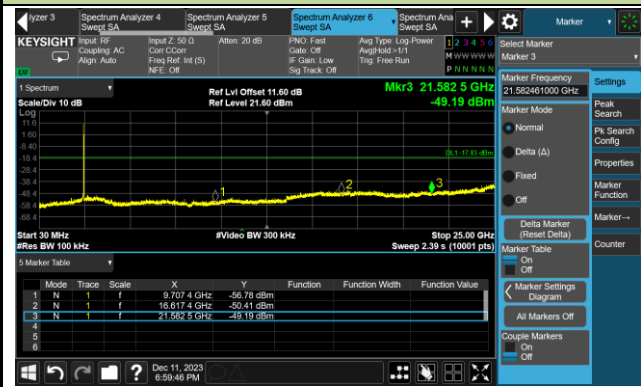 lyzer 3
Spectrum Analyzer 4
Swept SA
Spectrum Analyzer 5
Swept SA
Spectrum Analyzer 6
Swept SA
Spectrum Ana
Swept SA
Marker
KEYSIGHT
Input: RF
Coupling: AC
Align: Auto
Input Z: 50 Ω
Corr CCorr
Freq Ref: Int (S)
NFE: Off
Atten: 20 dB
PNO: Fast
Gate: Off
IF Gain: Low
Sig Track: Off
Avg Type: Log-Power
Avg|Hold:>1/1
Trig: Free Run
1 2 3 4 5 6
M W W W W W
P N N N N N
Select Marker
Marker 3
1 Spectrum
Scale/Div 10 dB
Log
Ref Lvl Offset 11.60 dB
Ref Level 21.60 dBm
Mkr3 21.582 5 GHz
-49.19 dBm
11.6
1.60
-8.40
-18.4
-28.4
-38.4
-48.4
-58.4
-68.4
DL1 -17.83 dBm
1
2
3
Start 30 MHz
#Res BW 100 kHz
#Video BW 300 kHz
Stop 25.00 GHz
Sweep 2.39 s (10001 pts)
5 Marker Table
Mode Trace Scale X Y Function Function Width Function Value
1 N 1 f 9.707 4 GHz -56.78 dBm
2 N 1 f 16.617 4 GHz -50.41 dBm
3 N 1 f 21.582 5 GHz -49.19 dBm
4
5
6
Marker Frequency
21.582461000 GHz
Marker Mode
Normal
Delta (Δ)
Fixed
Off
Delta Marker
(Reset Delta)
Marker Table
On
Off
Marker Settings
Diagram
All Markers Off
Couple Markers
On
Off
Settings
Peak
Search
Pk Search
Config
Properties
Marker
Function
Marker→
Counter
?
Dec 11, 2023
6:59:46 PM